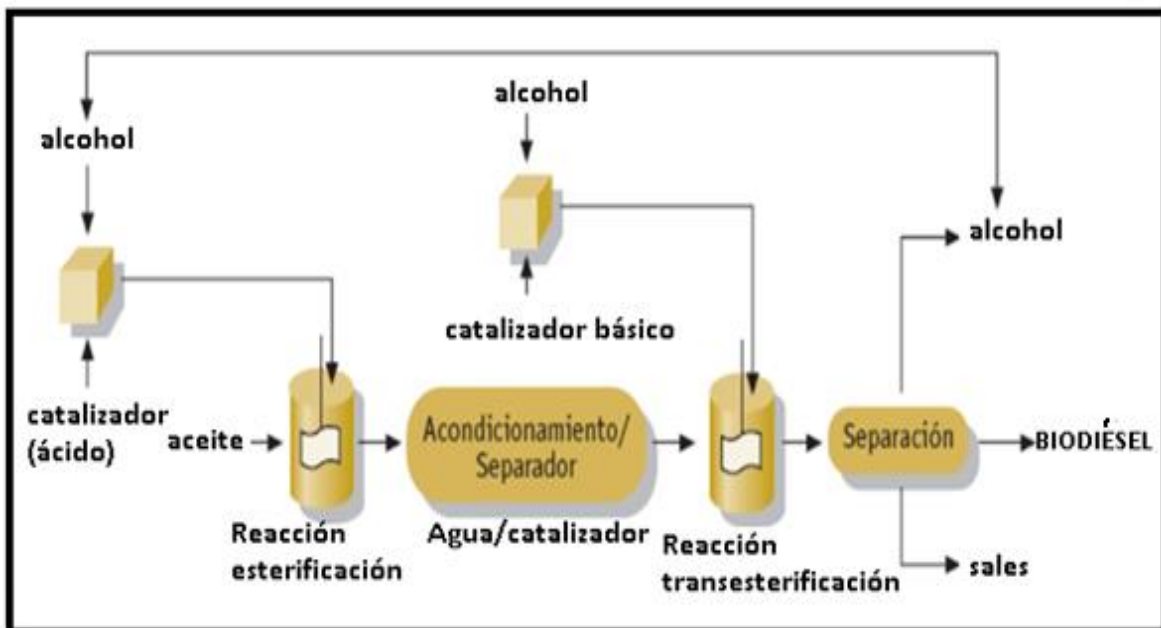 alcohol
alcohol
alcohol
catalizador básico
catalizador
(ácido)
aceite
Acondicionamiento/
Separador
Separación
BIODIÉSEL
Reacción
esterificación
Agua/catalizador
Reacción
transesterificación
sales